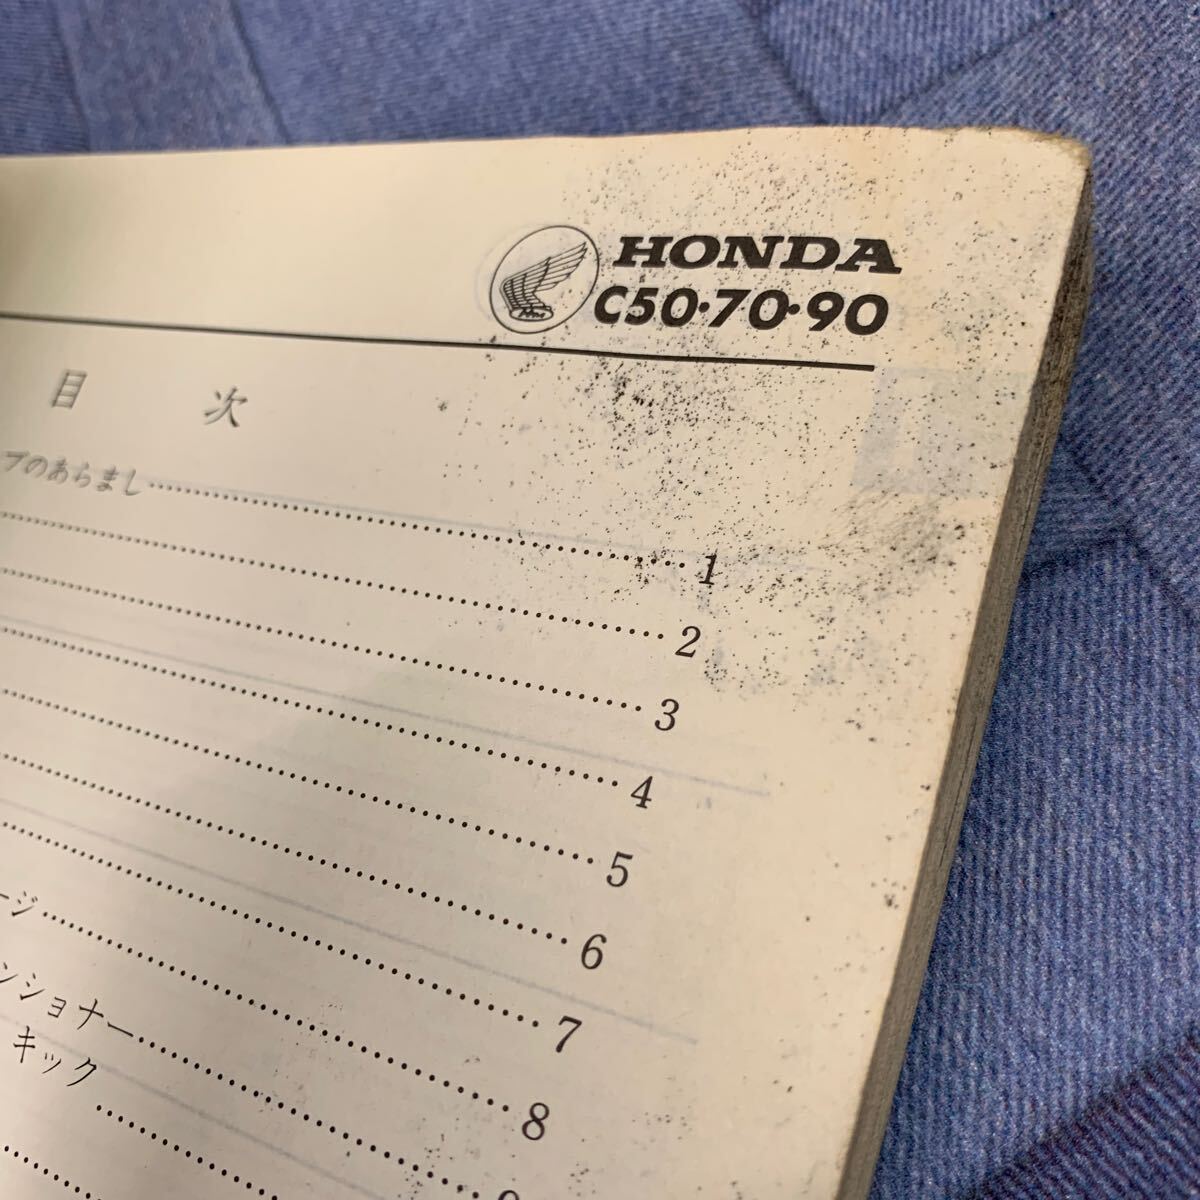 HONDA
C50・70・90
目 次
プのあらまし 1
2
3
4
5
6
7
ージ 8
ンショナー
キック